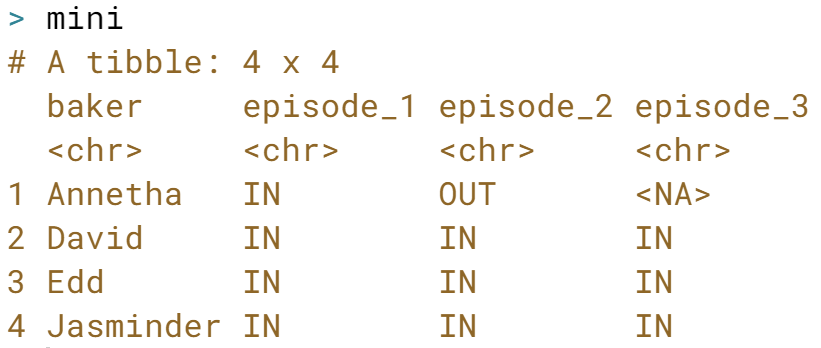 > mini
# A tibble: 4 x 4
  baker     episode_1 episode_2 episode_3
  <chr>     <chr>     <chr>     <chr>
1 Annetha   IN        OUT       <NA>
2 David     IN        IN        IN
3 Edd       IN        IN        IN
4 Jasminder IN        IN        IN